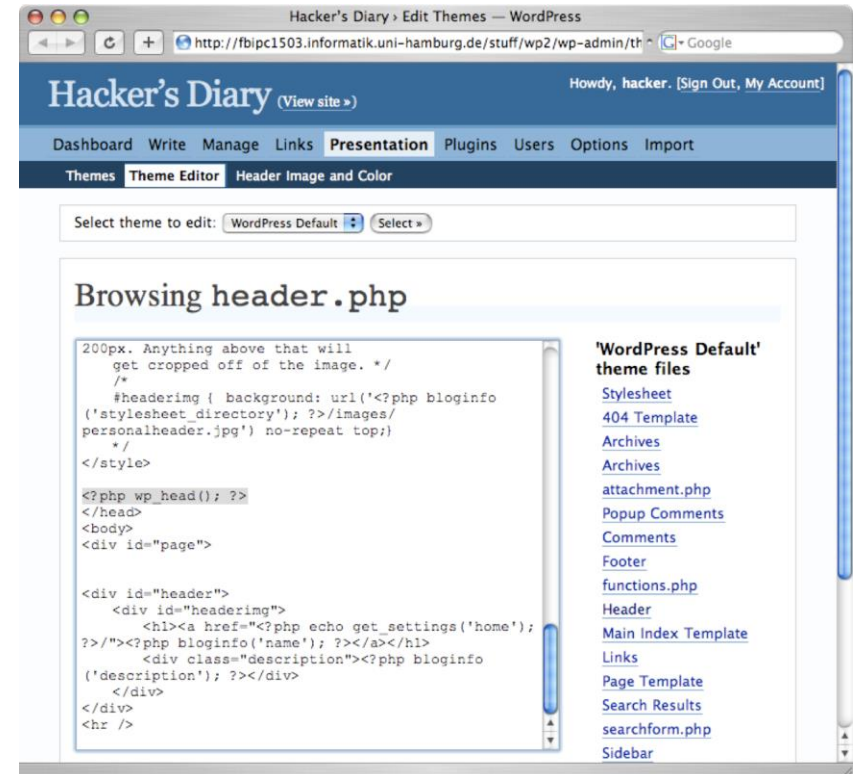 Hacker's Diary › Edit Themes — WordPress
http://fbipc1503.informatik.uni-hamburg.de/stuff/wp2/wp-admin/th
G Google
Hacker's Diary (View site »)
Howdy, hacker. [Sign Out, My Account]
Dashboard Write Manage Links Presentation Plugins Users Options Import
Themes Theme Editor Header Image and Color
Select theme to edit: WordPress Default Select »
Browsing header.php
200px. Anything above that will
get cropped off of the image. */
/*
#headerimg { background: url('<?php bloginfo
('stylesheet_directory'); ?>/images/
personalheader.jpg') no-repeat top;}
*/
</style>
<?php wp_head(); ?>
</head>
<body>
<div id="page">
<div id="header">
<div id="headerimg">
<h1><a href="<?php echo get_settings('home');
?>/"><?php bloginfo('name'); ?></a></h1>
<div class="description"><?php bloginfo
('description'); ?></div>
</div>
</div>
<hr />
'WordPress Default'
theme files
Stylesheet
404 Template
Archives
Archives
attachment.php
Popup Comments
Comments
Footer
functions.php
Header
Main Index Template
Links
Page Template
Search Results
searchform.php
Sidebar